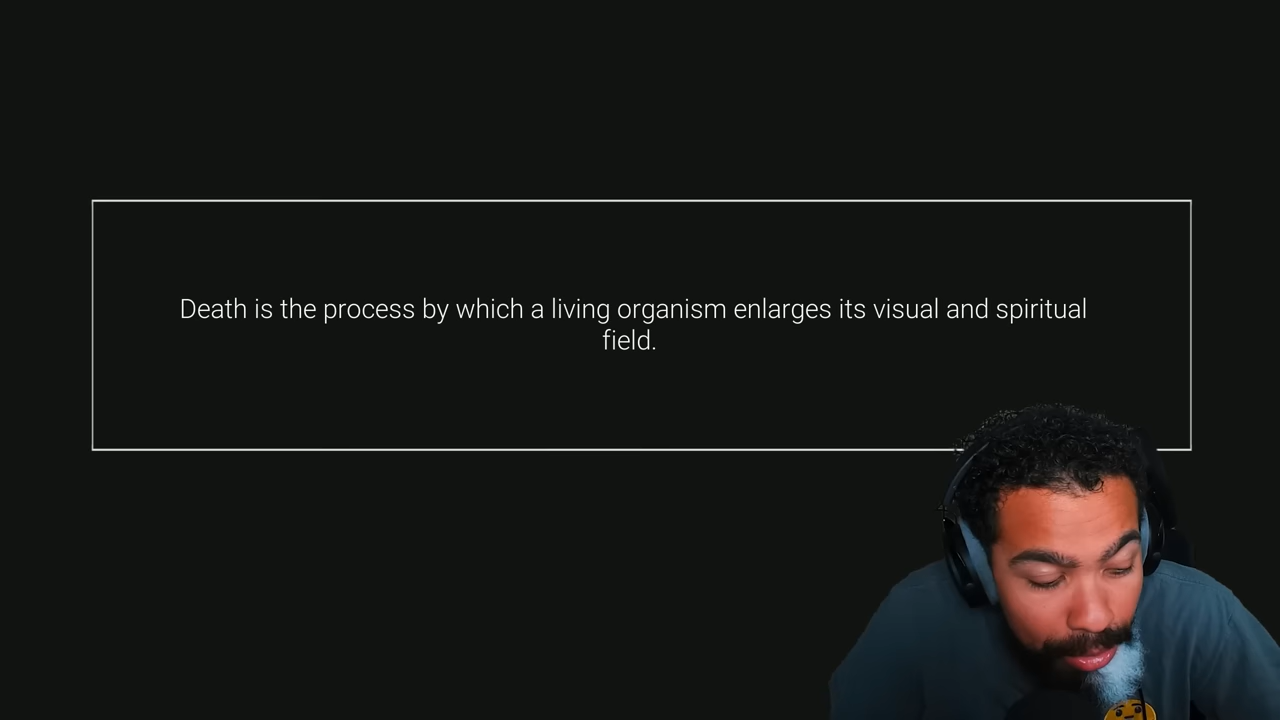 Death is the process by which a living organism enlarges its visual and spiritual
field.